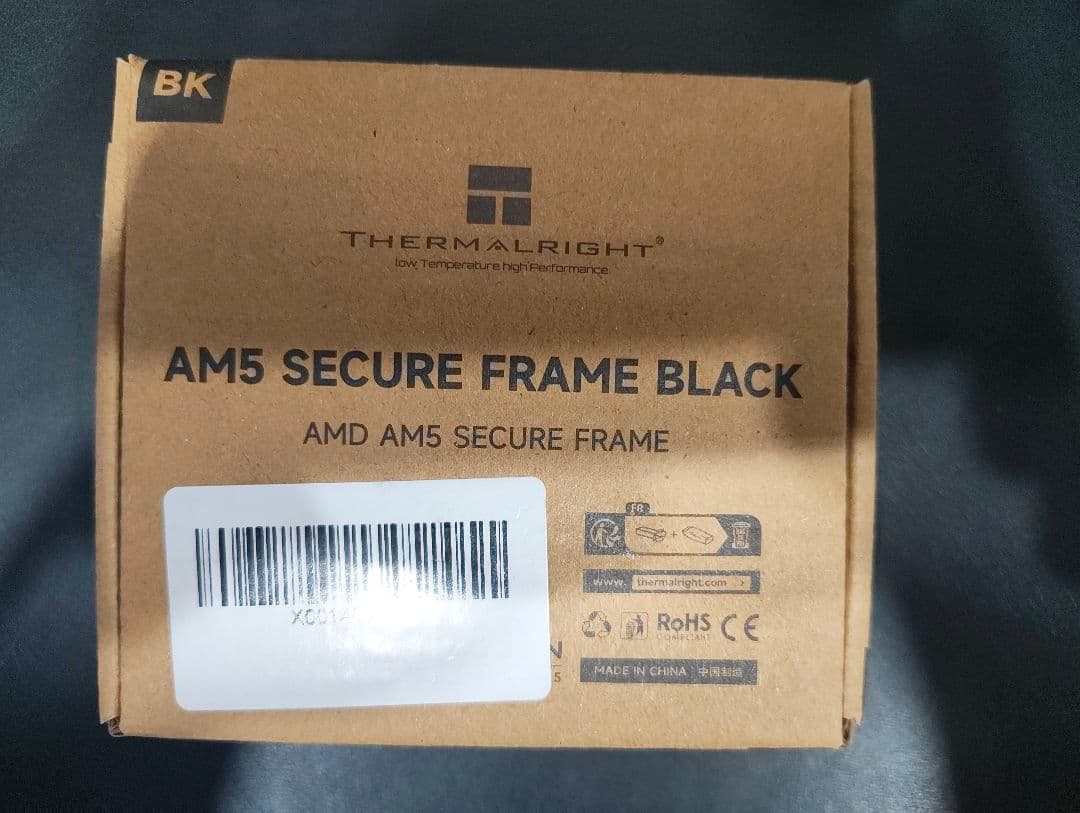 BK
THERMALRIGHT®
low Temperature high Performance
AM5 SECURE FRAME BLACK
AMD AM5 SECURE FRAME
FR
www. thermalright.com >
RoHS
COMPLIANT
CE
5
MADE IN CHINA 中国制造